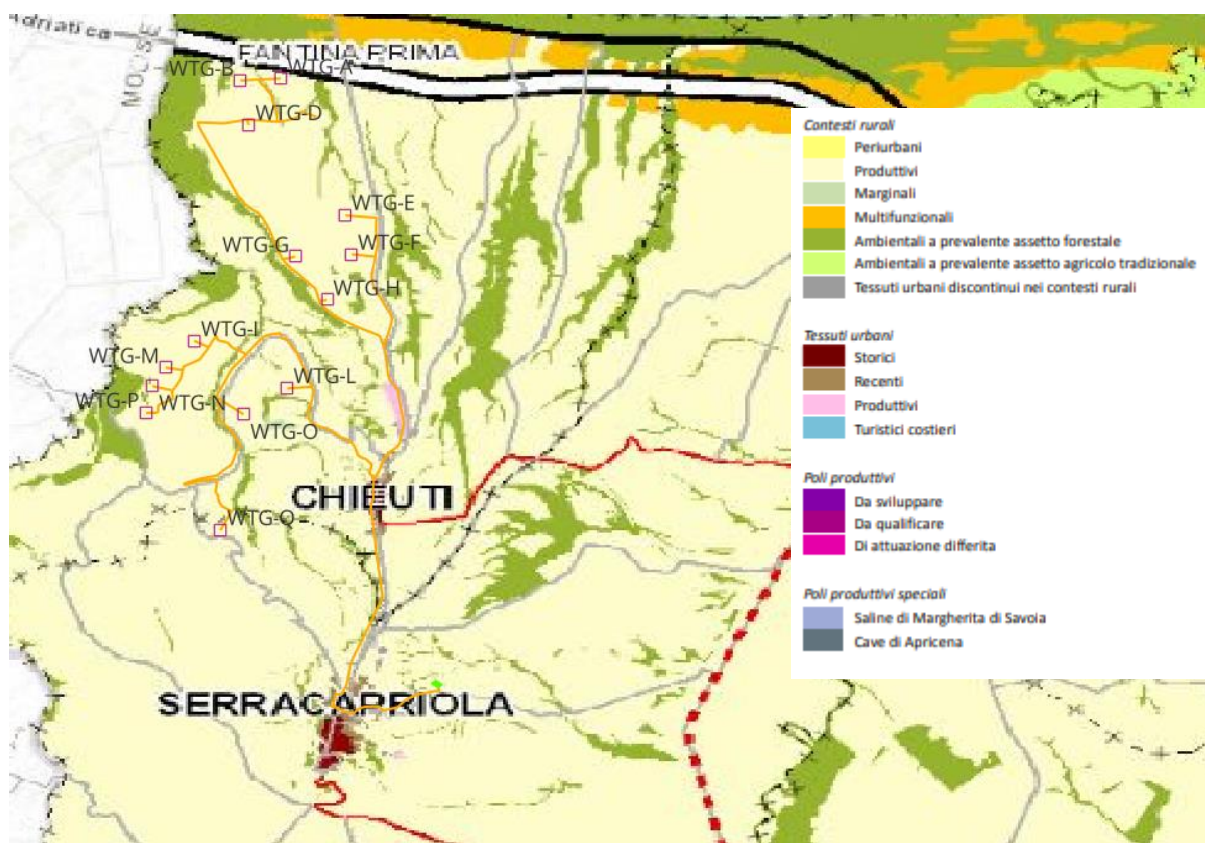 Adriatica
MOLISE
FANTINA PRIMA
WTG-B
WTG-A
WTG-D
WTG-E
WTG-G
WTG-F
WTG-H
WTG-I
WTG-M
WTG-L
WTG-P
WTG-N
WTG-O
CHIEUTI
WTG-Q
SERRACAPRIOLA
Contesti rurali
Periurbani
Produttivi
Marginali
Multifunzionali
Ambientali a prevalente assetto forestale
Ambientali a prevalente assetto agricolo tradizionale
Tessuti urbani discontinui nei contesti rurali
Tessuti urbani
Storici
Recenti
Produttivi
Turistici costieri
Poli produttivi
Da sviluppare
Da qualificare
Di attuazione differita
Poli produttivi speciali
Saline di Margherita di Savoia
Cave di Apricena